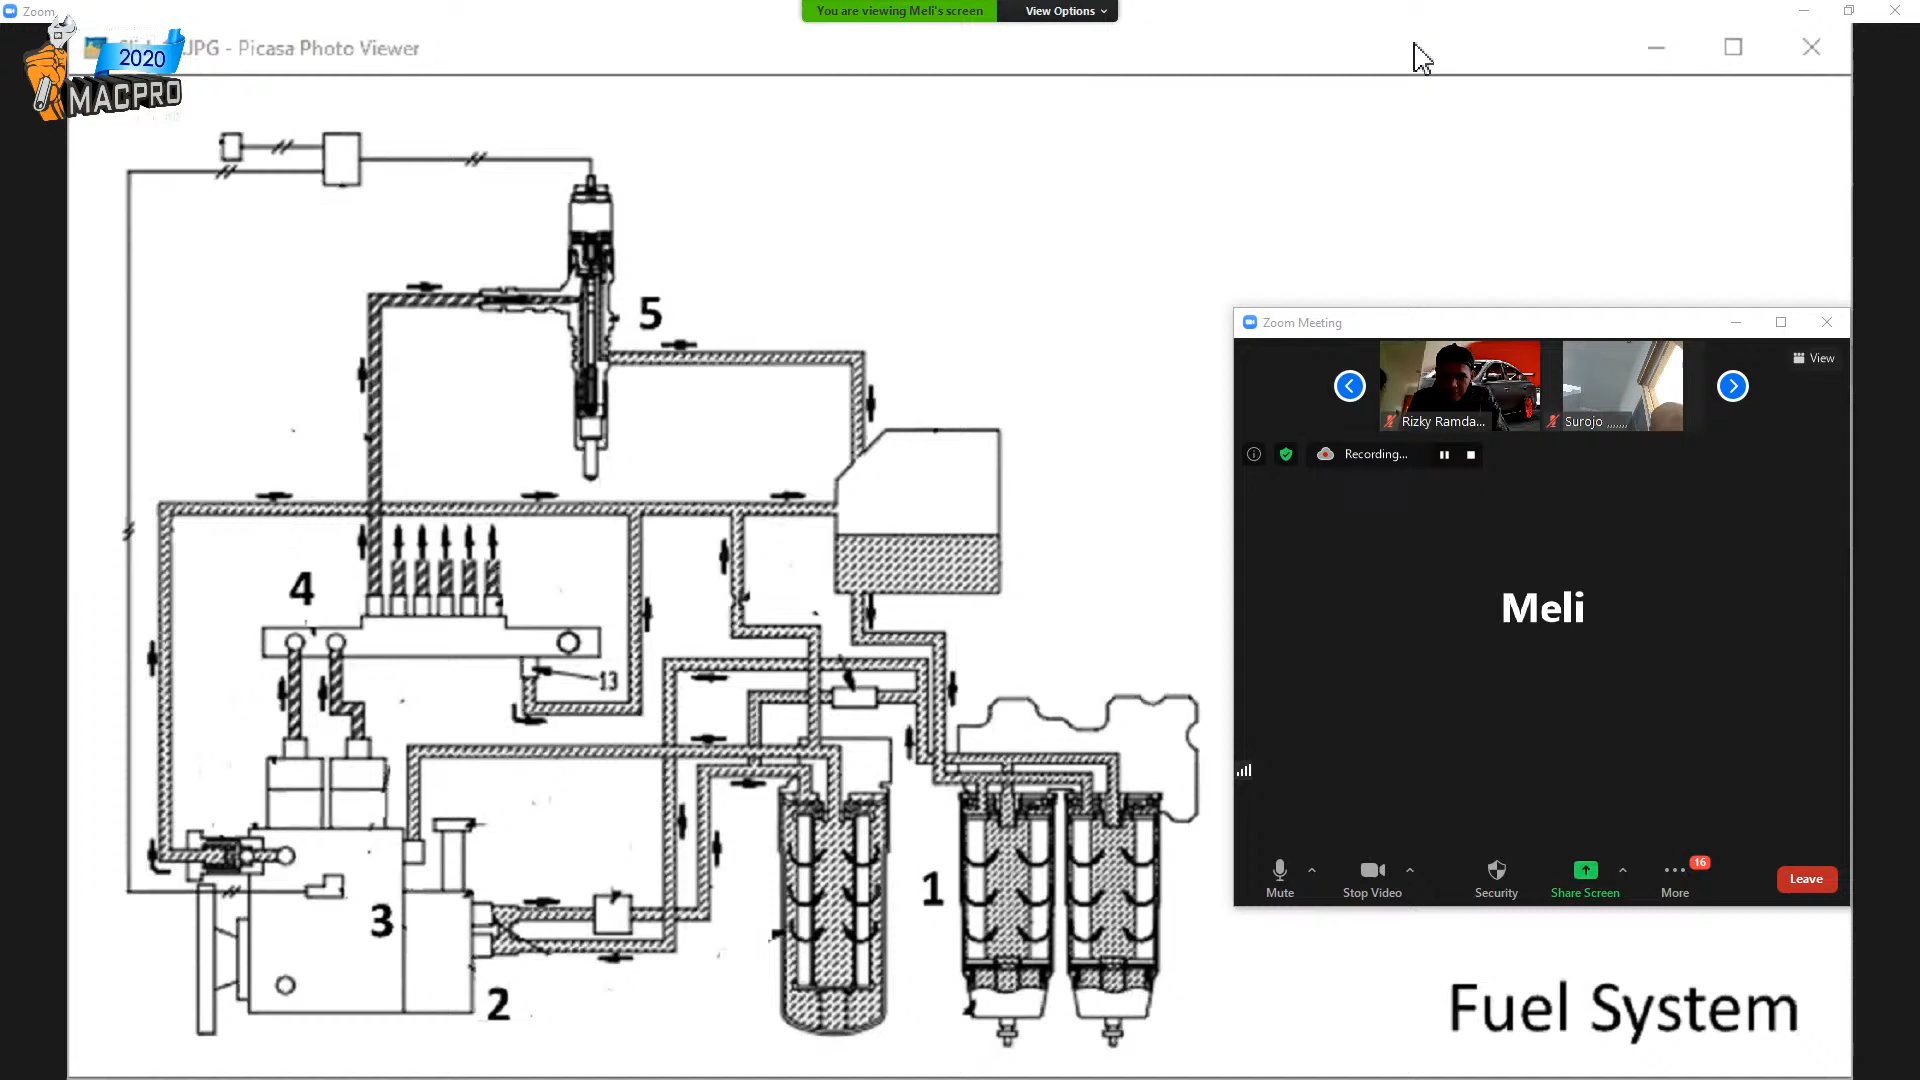 Zoom
You are viewing Meli's screen
View Options
2020
MACPRO
.JPG - Picasa Photo Viewer
5
4
13
3
2
1
Fuel System
Zoom Meeting
View
Rizky Ramda...
Surojo ,,,,,,,
Recording...
Meli
16
Mute
Stop Video
Security
Share Screen
More
Leave